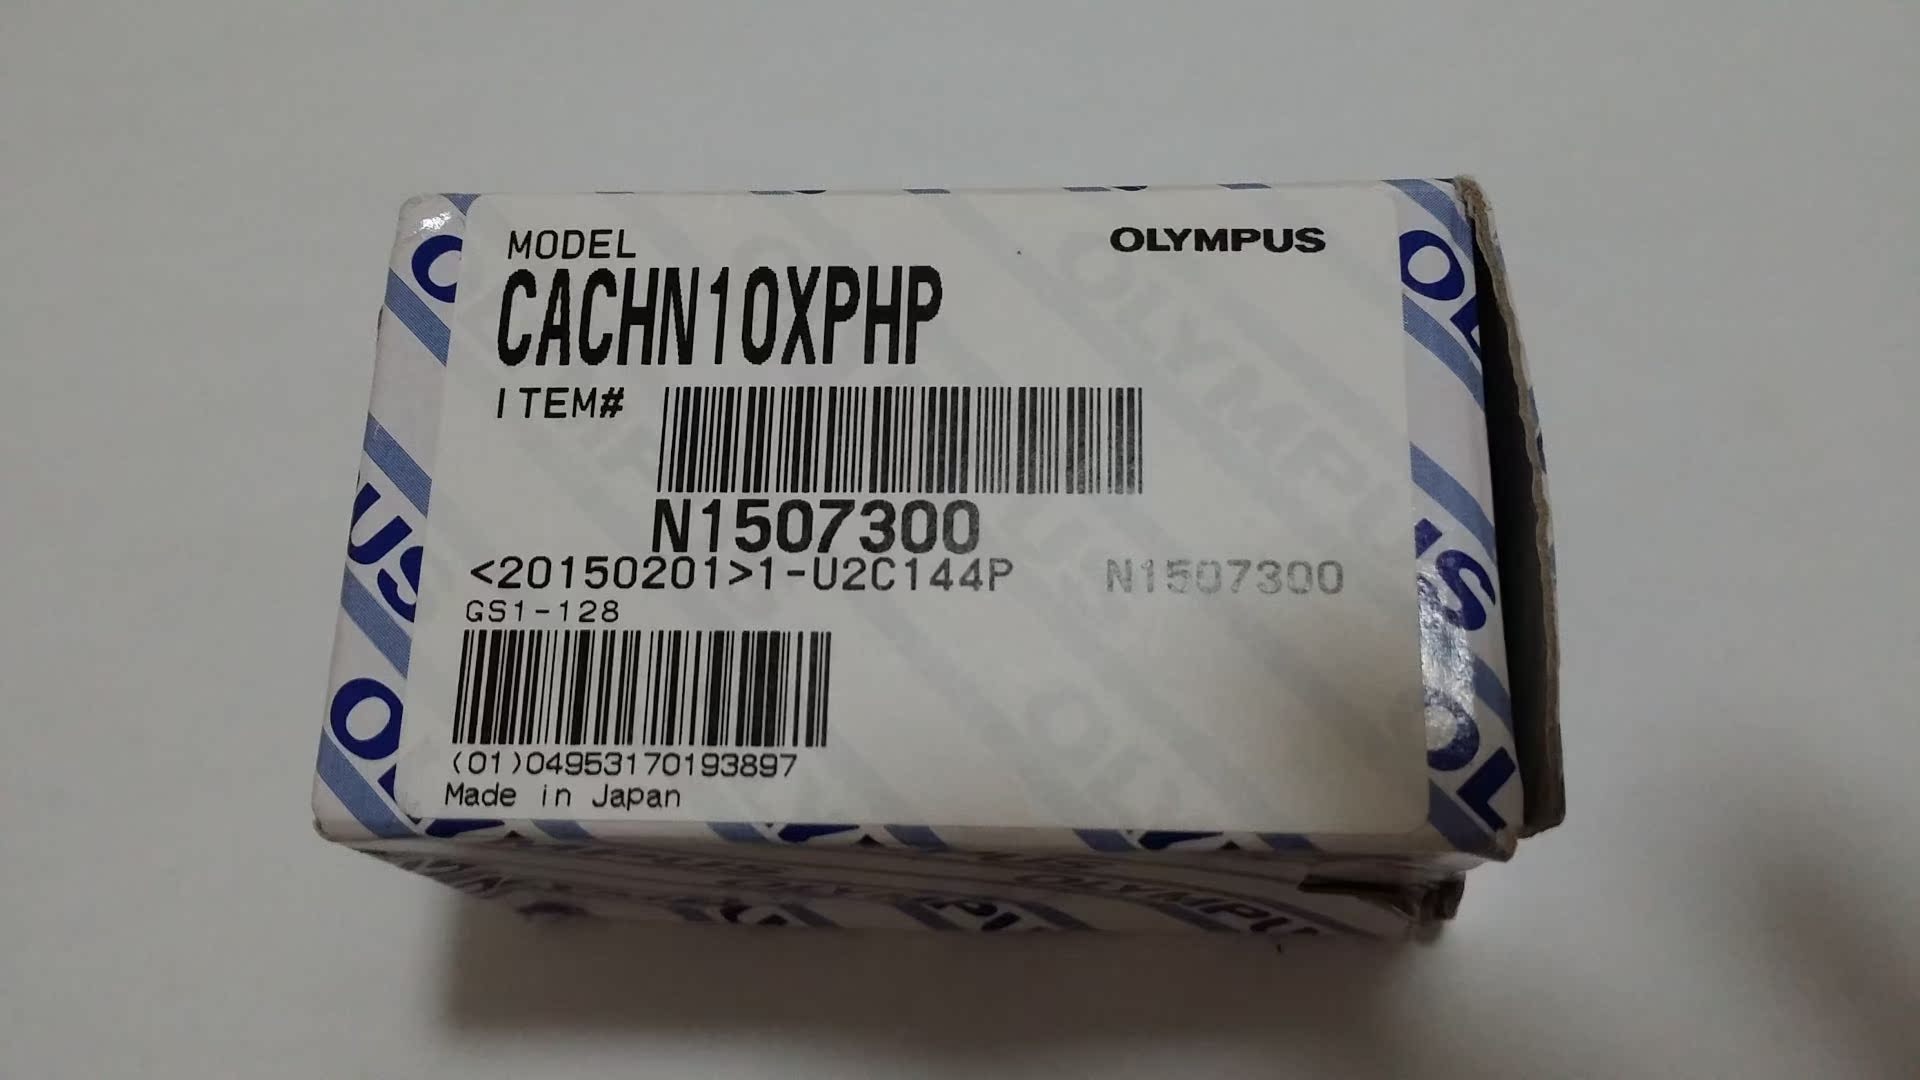 MODEL
OLYMPUS
CACHN10XPHP
ITEM#
N1507300
<20150201>1-U2C144P N1507300
GS1-128
(01)04953170193897
Made in Japan